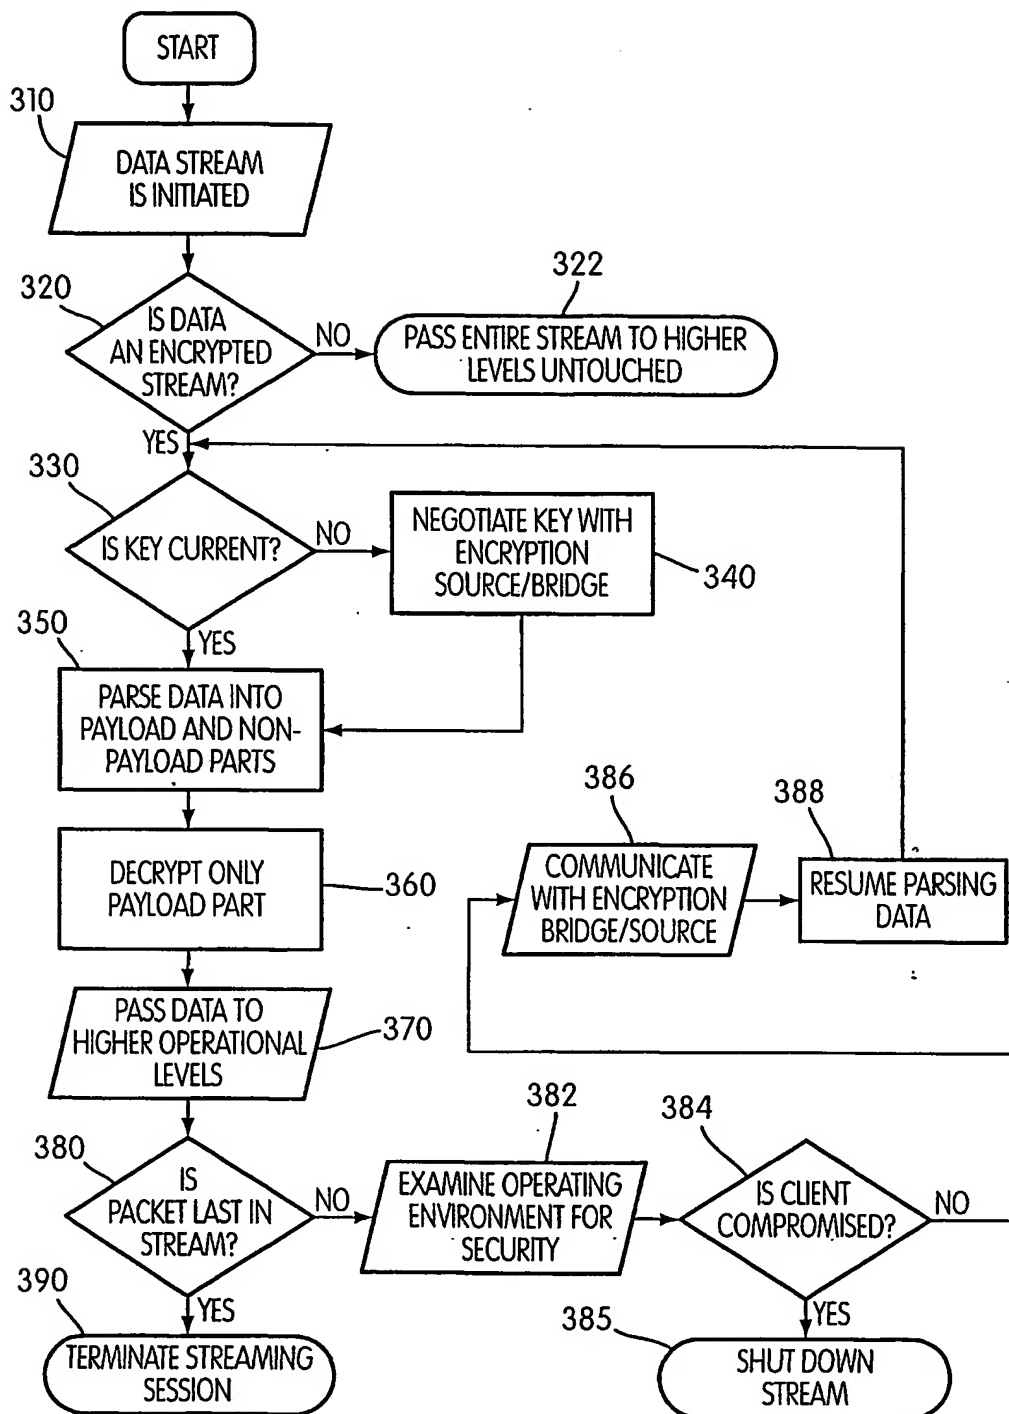 START
310
DATA STREAM
IS INITIATED
320
IS DATA
AN ENCRYPTED
STREAM?
NO
322
PASS ENTIRE STREAM TO HIGHER
LEVELS UNTOUCHED
YES
330
IS KEY CURRENT?
NO
NEGOTIATE KEY WITH
ENCRYPTION
SOURCE/BRIDGE
340
350
YES
PARSE DATA INTO
PAYLOAD AND NON-
PAYLOAD PARTS
DECRYPT ONLY
PAYLOAD PART
360
386
COMMUNICATE
WITH ENCRYPTION
BRIDGE/SOURCE
388
RESUME PARSING
DATA
PASS DATA TO
HIGHER OPERATIONAL
LEVELS
370
380
IS
PACKET LAST IN
STREAM?
NO
382
EXAMINE OPERATING
ENVIRONMENT FOR
SECURITY
384
IS CLIENT
COMPROMISED?
NO
390
YES
TERMINATE STREAMING
SESSION
385
YES
SHUT DOWN
STREAM